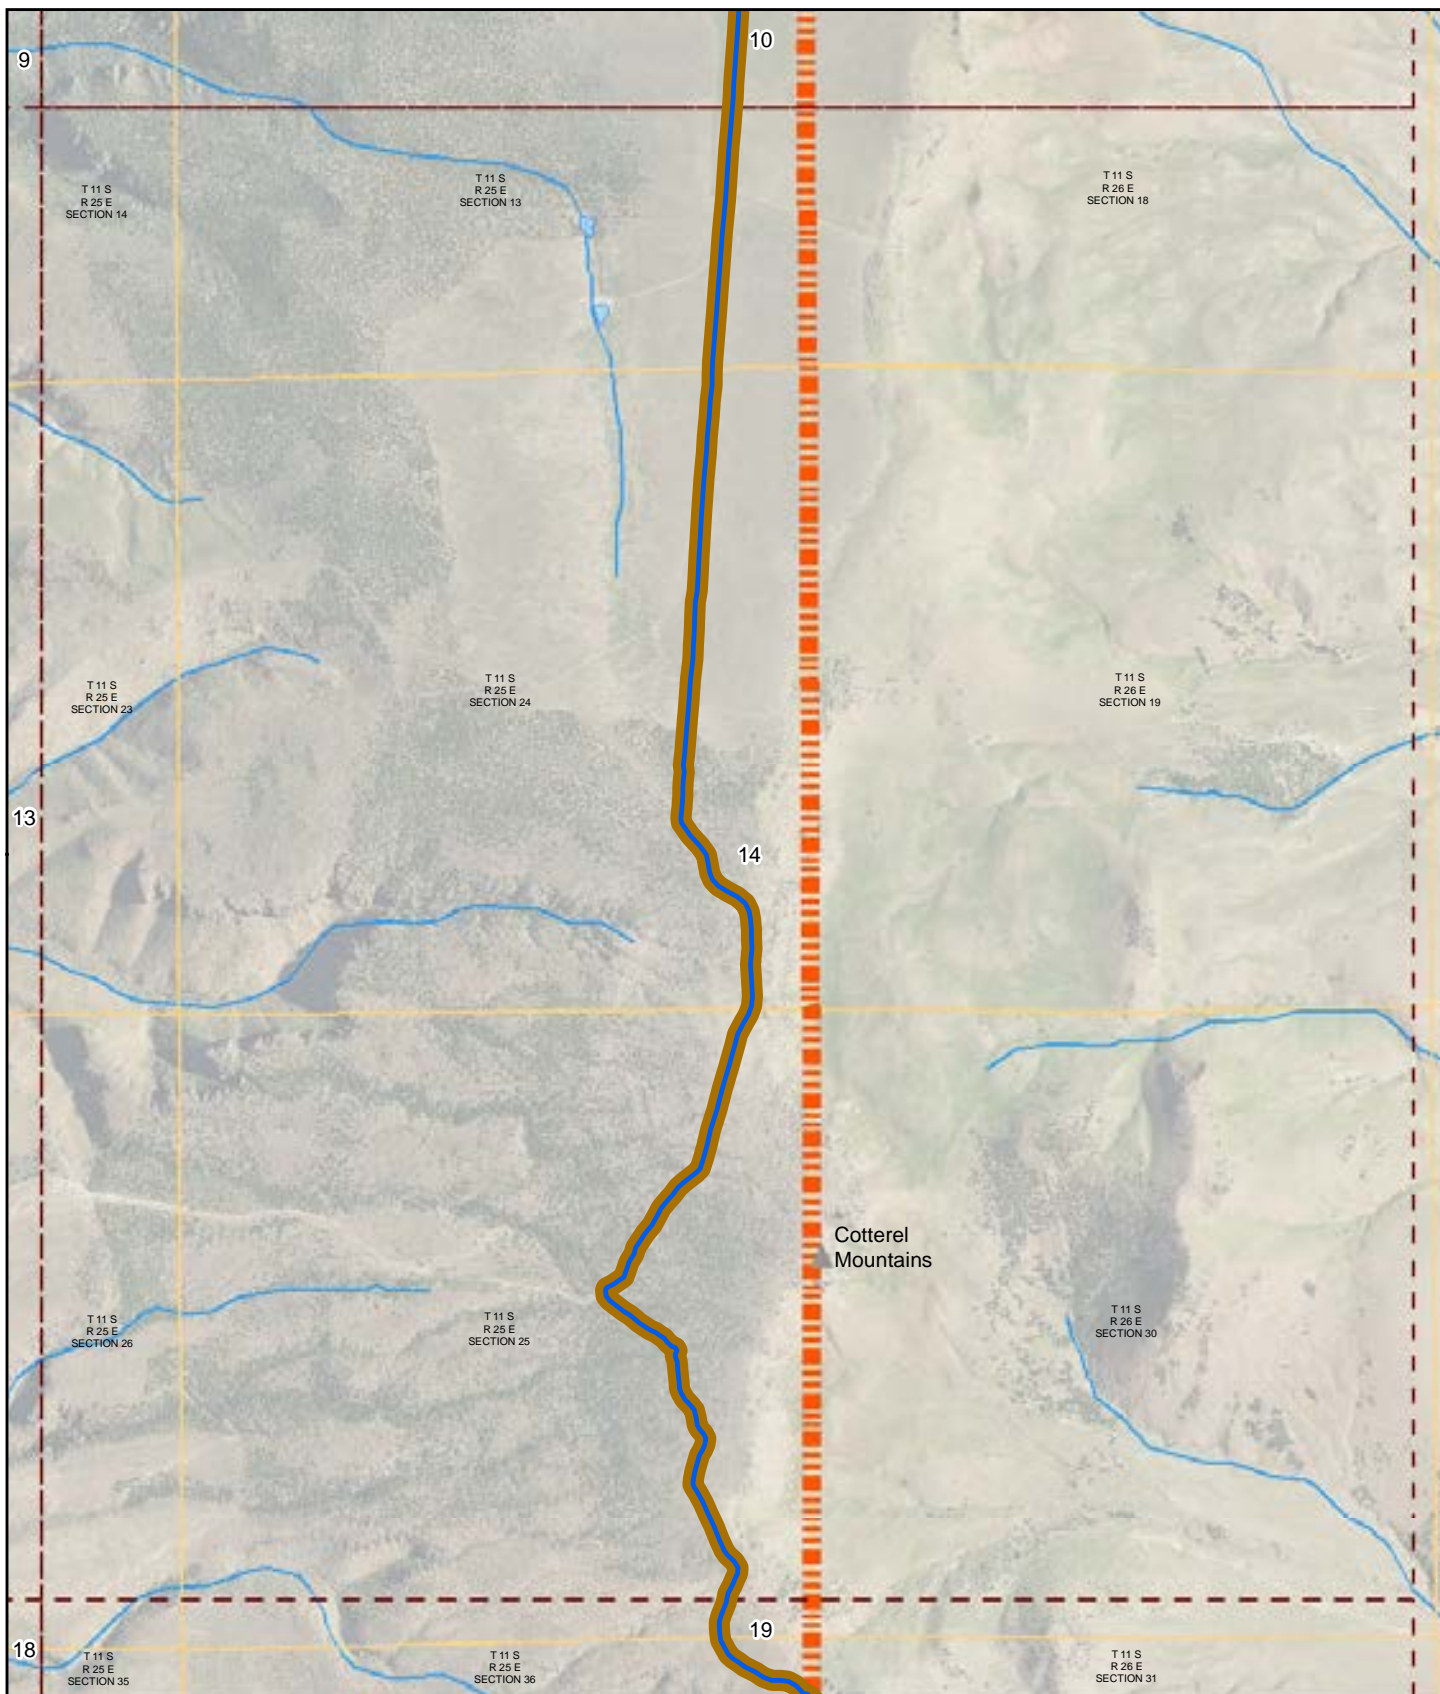 10
9
T 11 S
R 25 E
SECTION 14
T 11 S
R 25 E
SECTION 13
T 11 S
R 26 E
SECTION 18
T 11 S
R 25 E
SECTION 23
T 11 S
R 25 E
SECTION 24
T 11 S
R 26 E
SECTION 19
13
14
Cotterel
Mountains
T 11 S
R 25 E
SECTION 26
T 11 S
R 25 E
SECTION 25
T 11 S
R 26 E
SECTION 30
19
18
T 11 S
R 25 E
SECTION 35
T 11 S
R 25 E
SECTION 36
T 11 S
R 26 E
SECTION 31